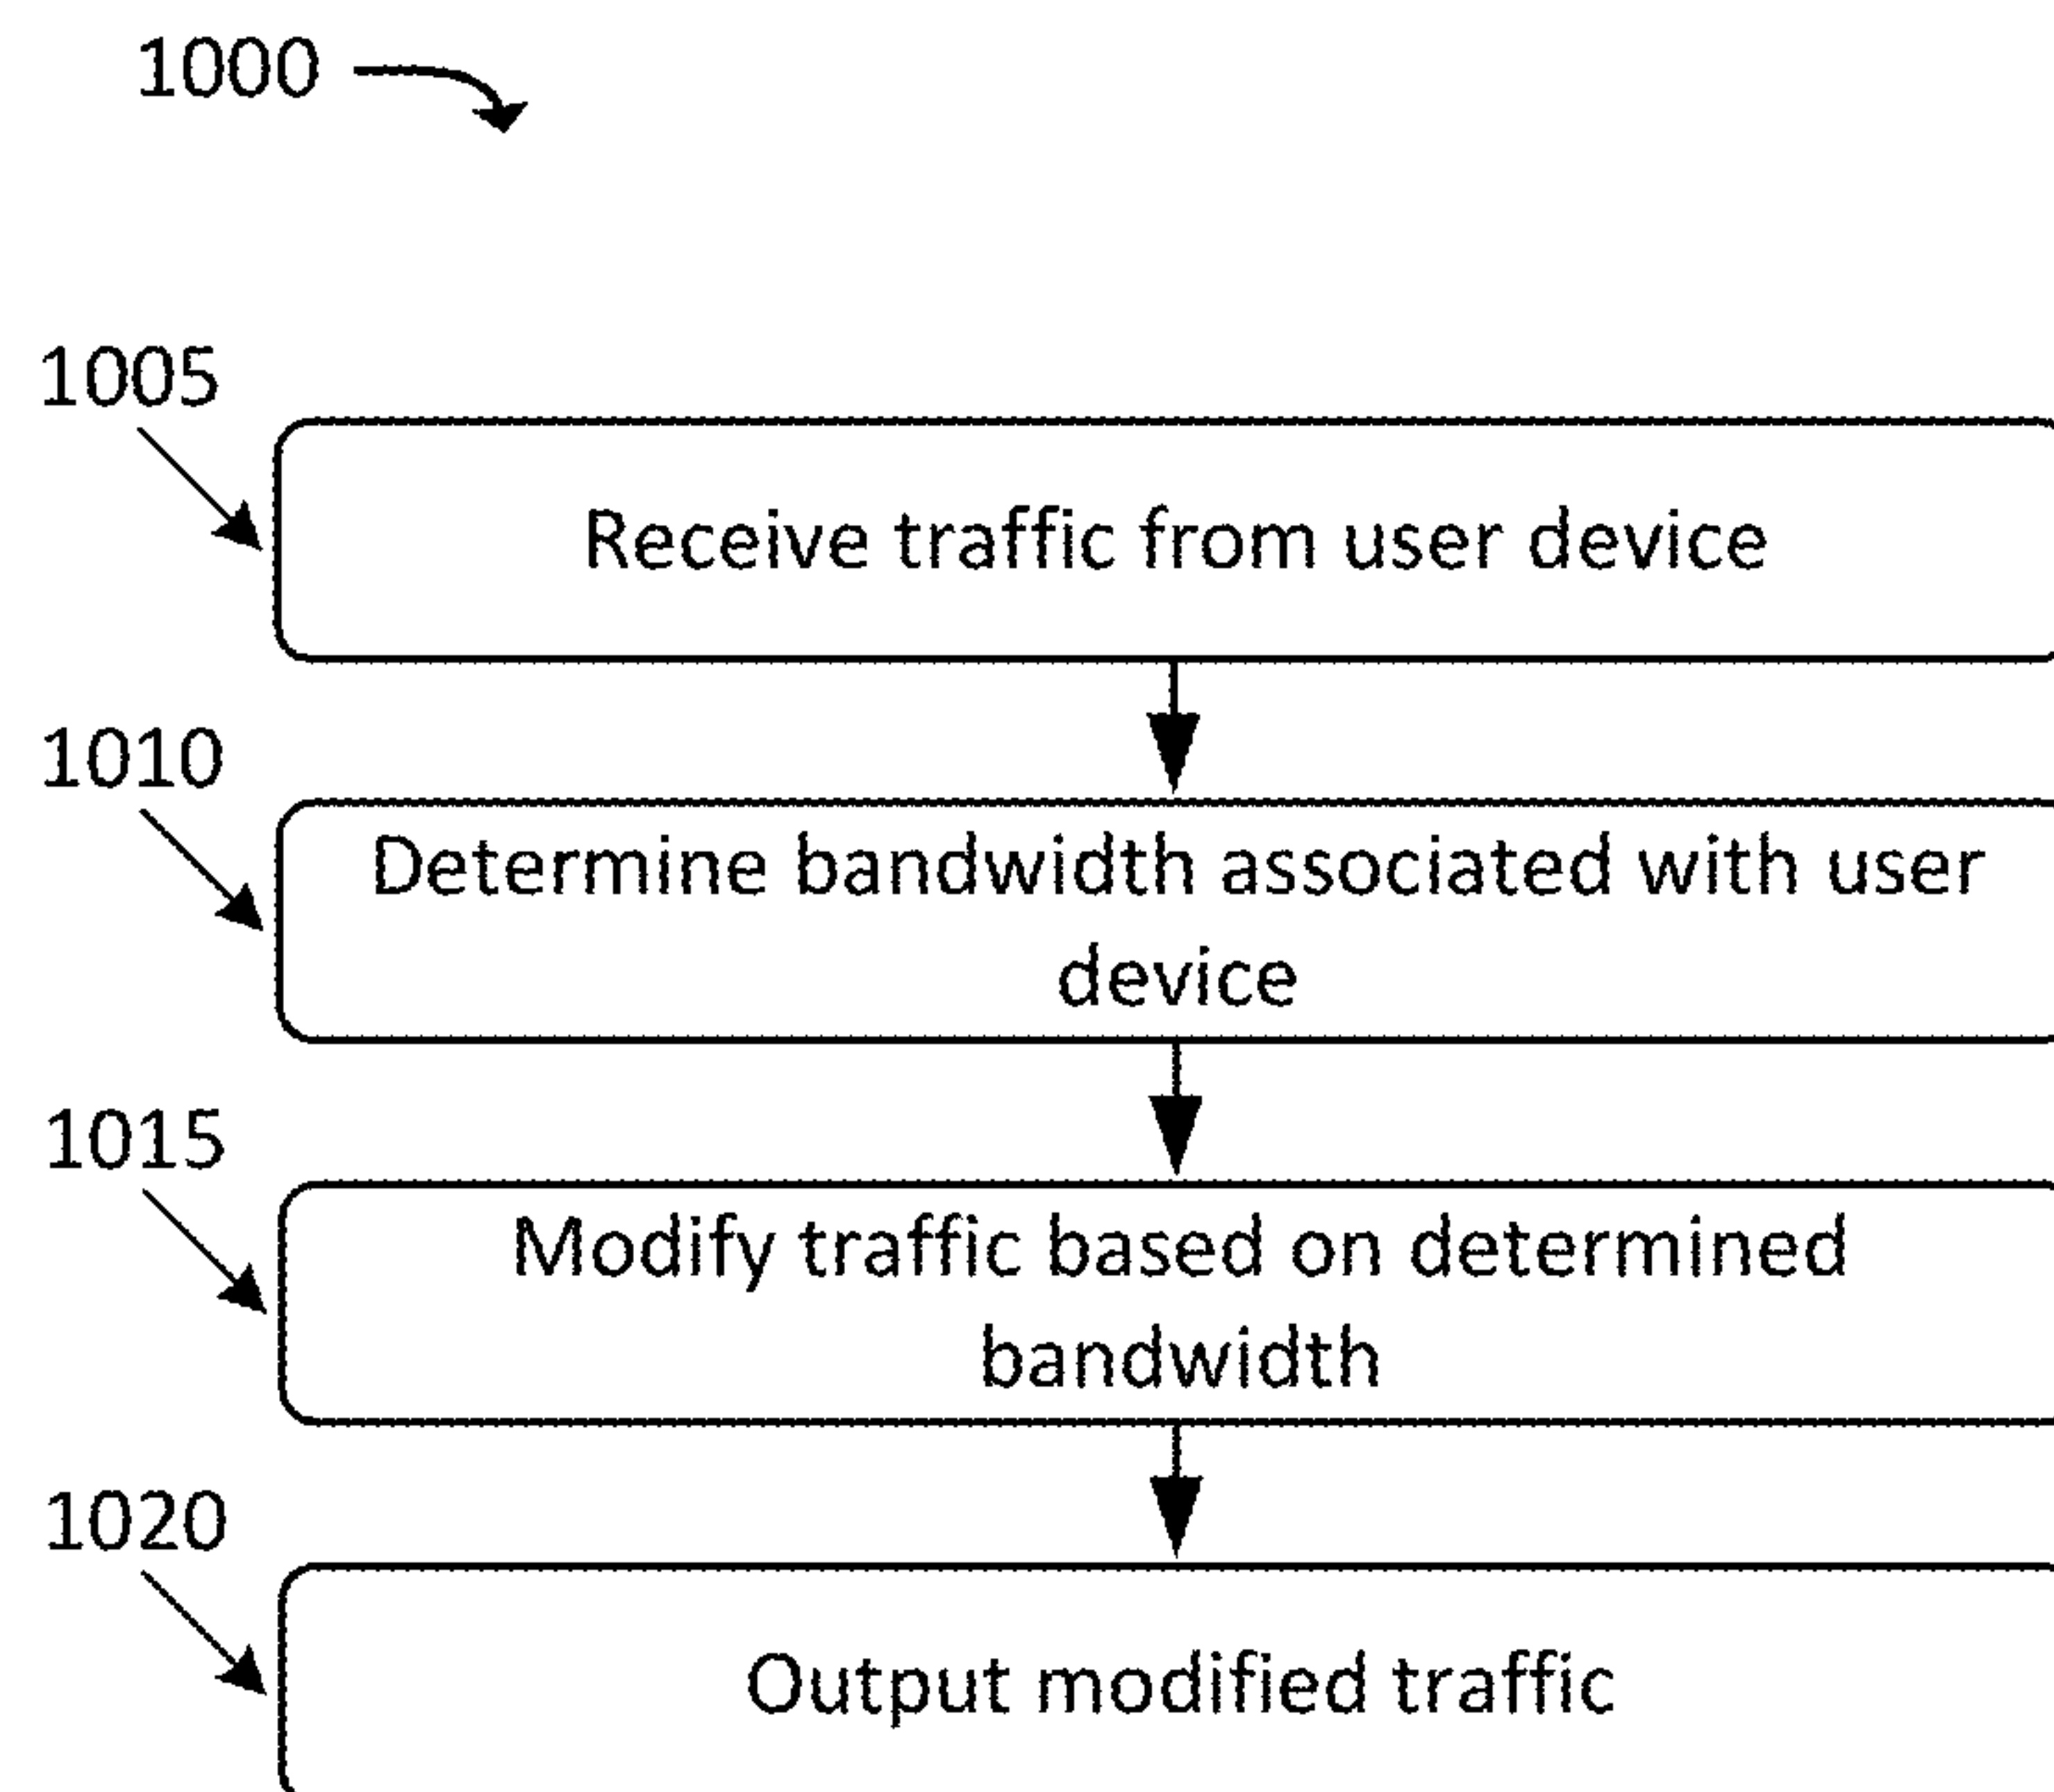 1000
1005
Receive traffic from user device
1010
Determine bandwidth associated with user
device
1015
Modify traffic based on determined
bandwidth
1020
Output modified traffic